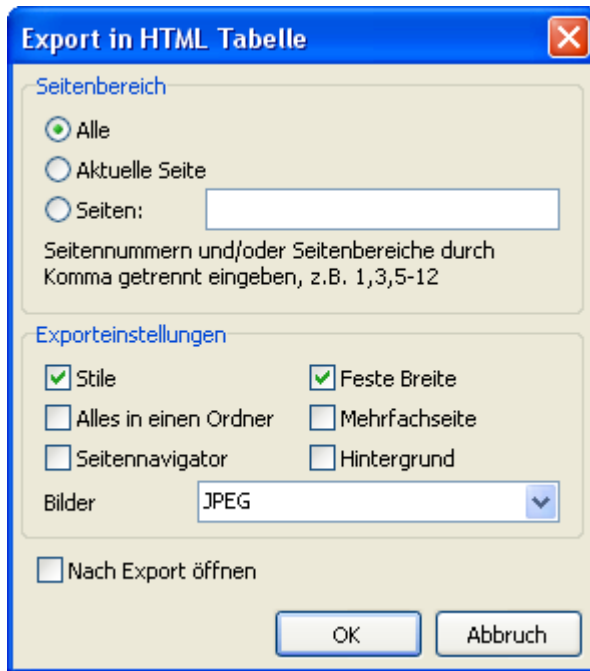 Export in HTML Tabelle
Seitenbereich
Alle
Aktuelle Seite
Seiten:
Seitennummern und/oder Seitenbereiche durch
Komma getrennt eingeben, z.B. 1,3,5-12
Exporteinstellungen
Stile
Feste Breite
Alles in einen Ordner
Mehrfachseite
Seitennavigator
Hintergrund
Bilder
JPEG
Nach Export öffnen
OK
Abbruch